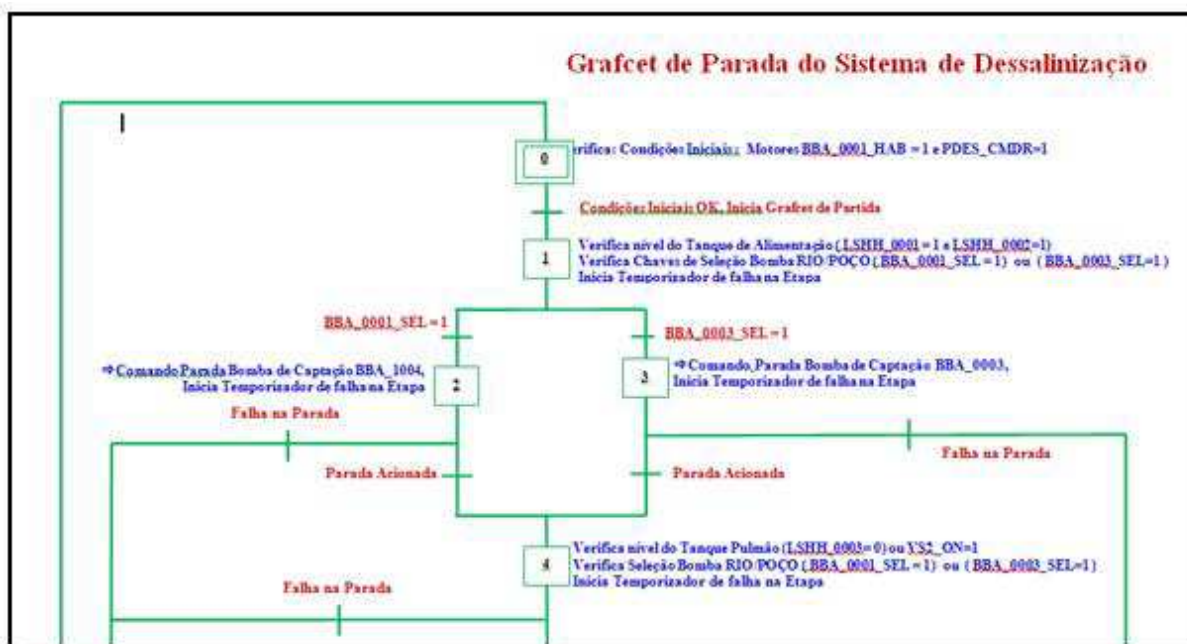 Grafcet de Parada do Sistema de Dessalinização
0
erifica: Condições Iniciais: Motores BBA_0001_HAB = 1 e PDES_CMDR=1
Condições Iniciais OK, Inicia Grafcet de Partida
1
Verifica nível do Tanque de Alimentação ( LSHH_0001 = 1 e LSHH_0002=1)
Verifica Chaves de Seleção Bomba RIO/POÇO ( BBA_0001_SEL = 1) ou ( BBA_0003_SEL=1 )
Inicia Temporizador de falha na Etapa
BBA_0001_SEL = 1
BBA_0003_SEL = 1
⇨Comando Parada Bomba de Captação BBA_1004,
Inicia Temporizador de falha na Etapa
2
3
⇨Comando Parada Bomba de Captação BBA_0003,
Inicia Temporizador de falha na Etapa
Falha na Parada
Falha na Parada
Parada Acionada
Parada Acionada
4
Verifica nível do Tanque Pulmão (LSHH_0003= 0) ou YS2_ON=1
Verifica Seleção Bomba RIO/POÇO ( BBA_0001_SEL = 1) ou ( BBA_0003_SEL=1)
Inicia Temporizador de falha na Etapa
Falha na Parada